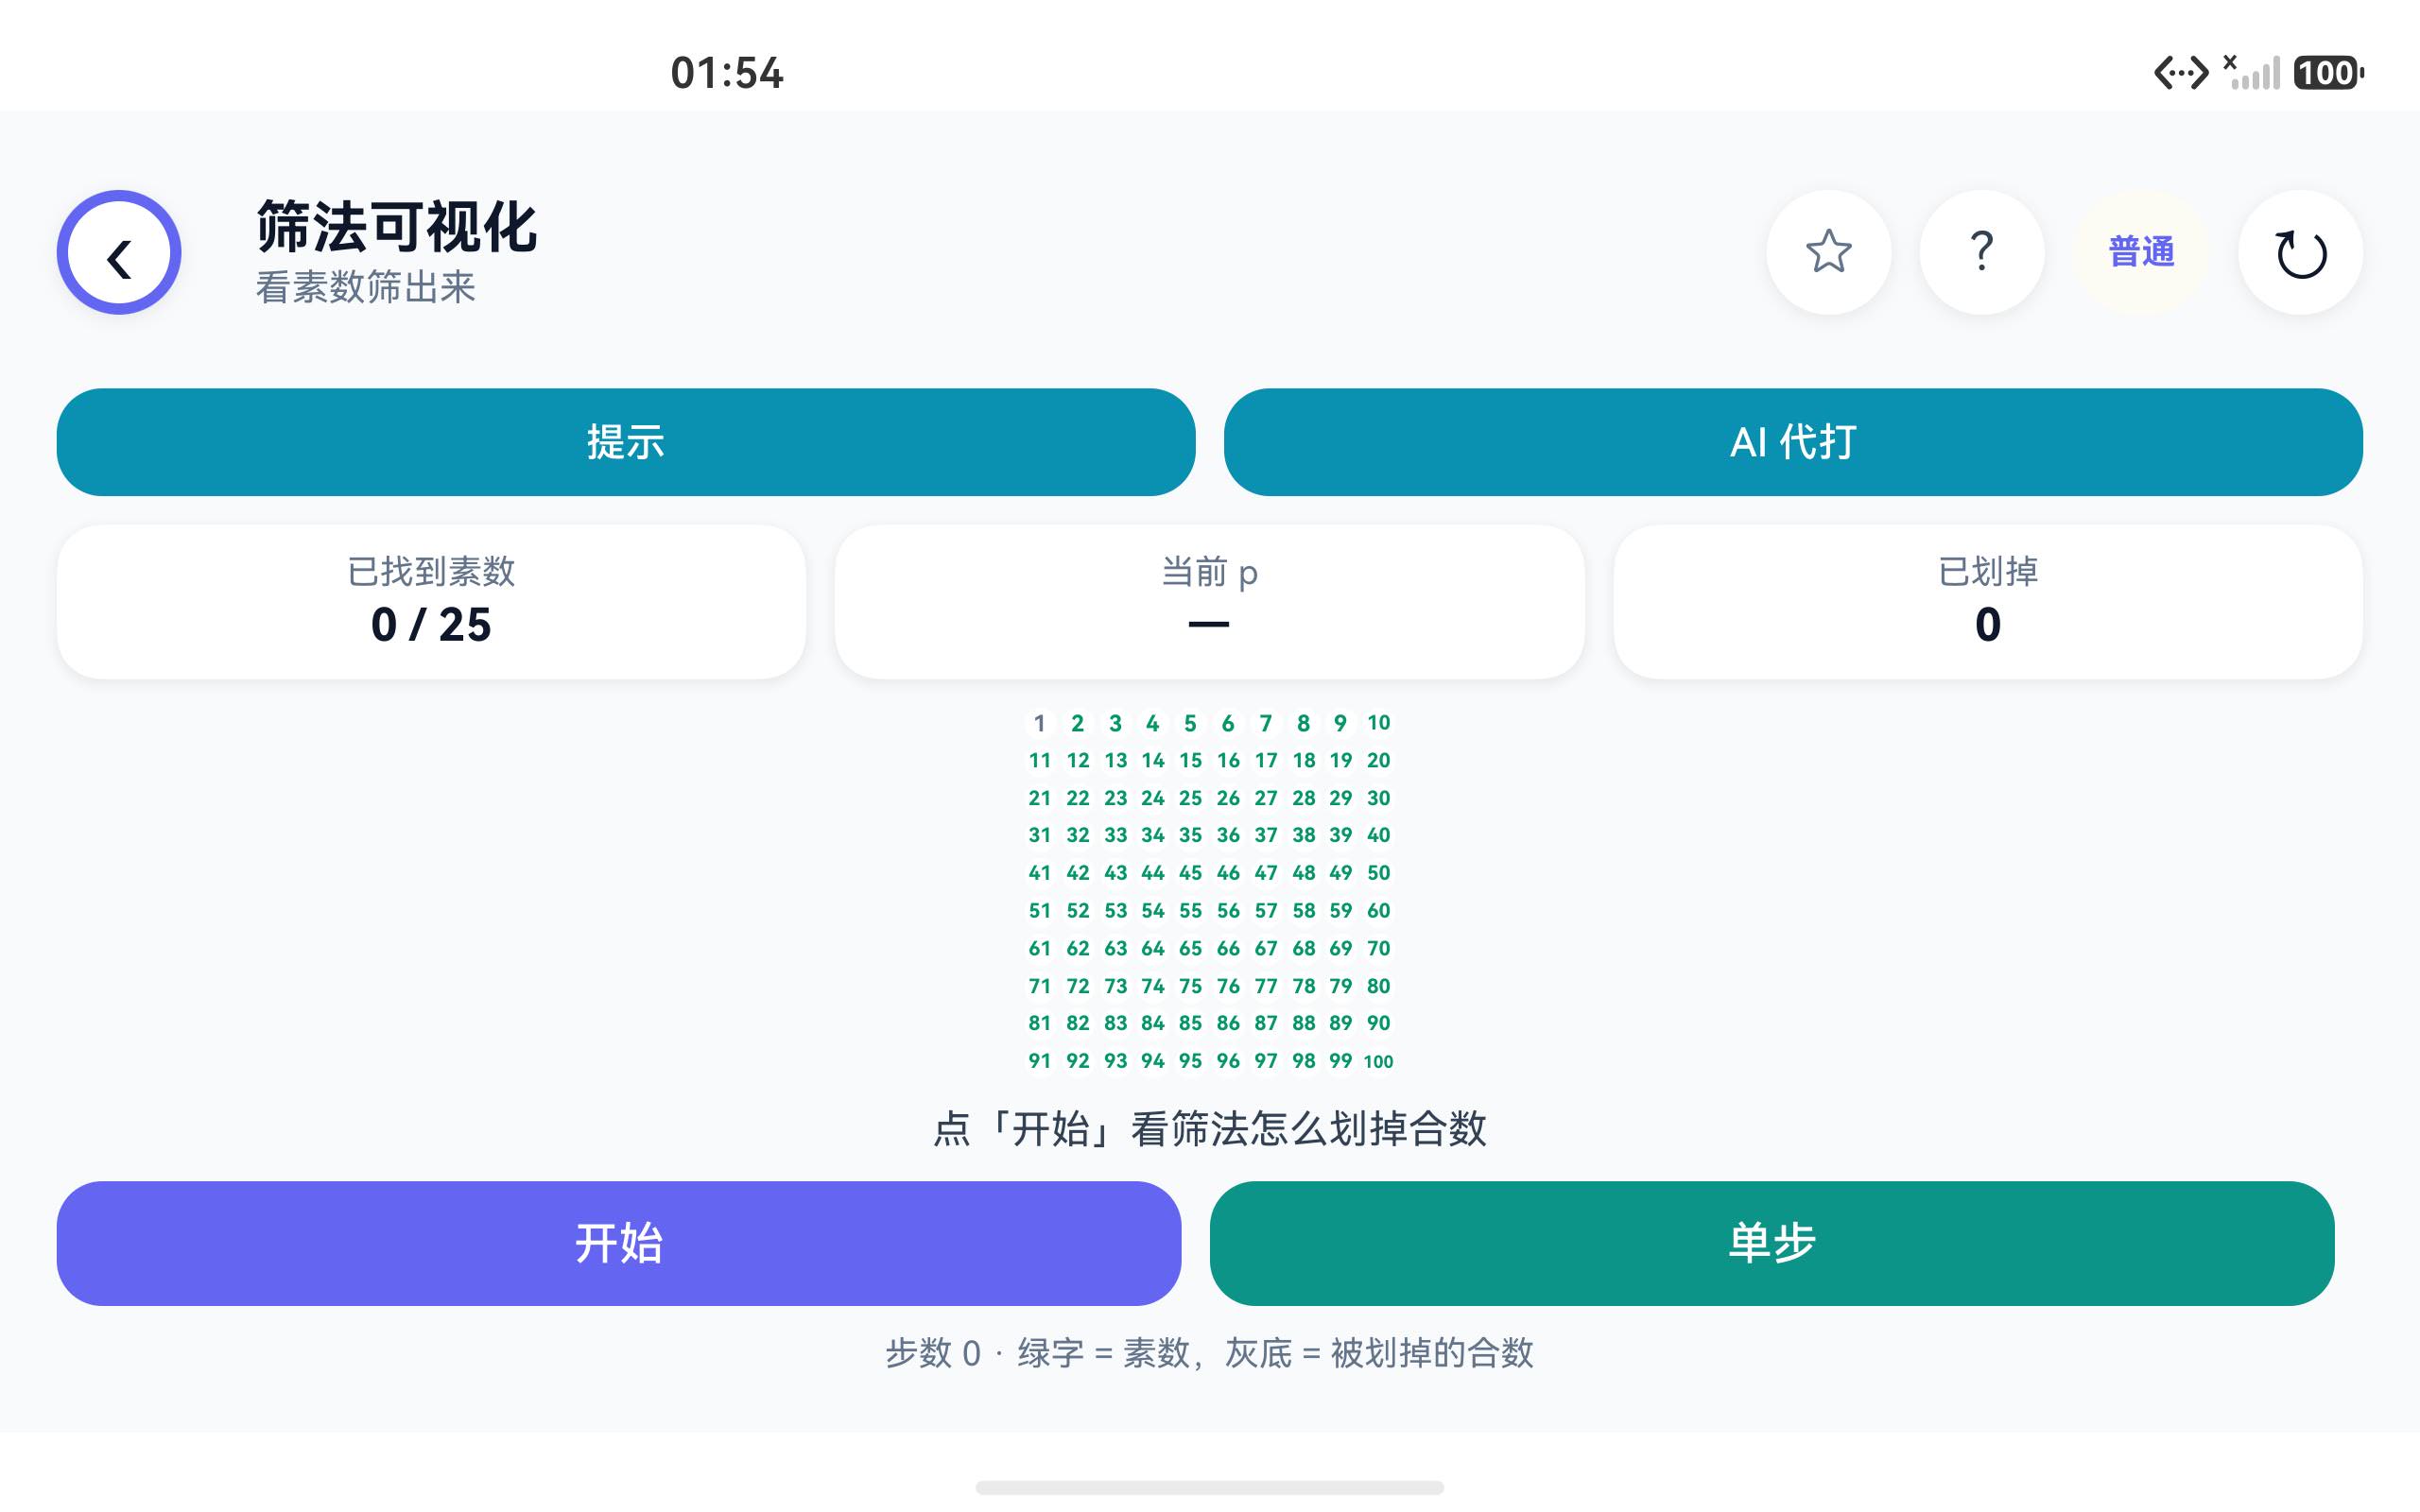 01:54
100
筛法可视化
看素数筛出来
?
普通
提示
AI 代打
已找到素数
0 / 25
当前 p
—
已划掉
0
1 2 3 4 5 6 7 8 9 10
11 12 13 14 15 16 17 18 19 20
21 22 23 24 25 26 27 28 29 30
31 32 33 34 35 36 37 38 39 40
41 42 43 44 45 46 47 48 49 50
51 52 53 54 55 56 57 58 59 60
61 62 63 64 65 66 67 68 69 70
71 72 73 74 75 76 77 78 79 80
81 82 83 84 85 86 87 88 89 90
91 92 93 94 95 96 97 98 99 100
点「开始」看筛法怎么划掉合数
开始
单步
步数 0 · 绿字 = 素数，灰底 = 被划掉的合数